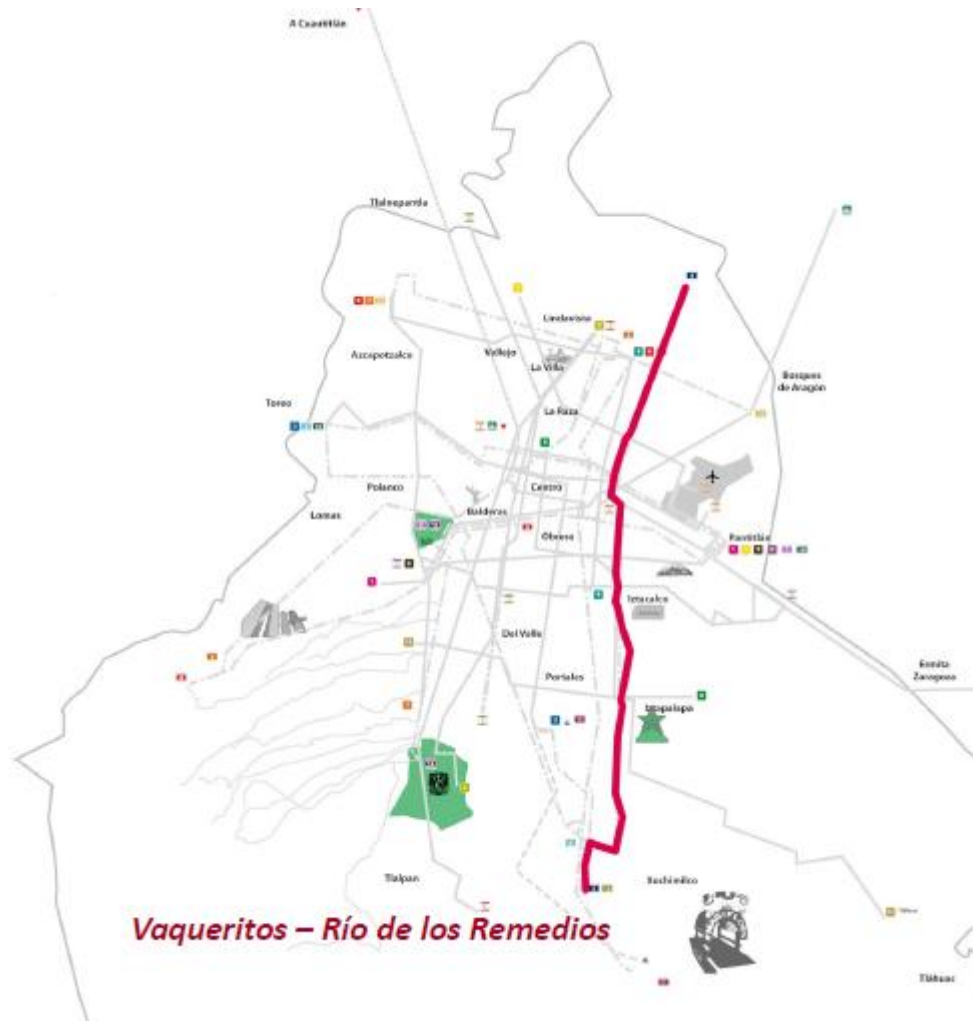 A Cuautitlán
Tlalnepantla
Lindavista
Vallejo
Azcapotzalco
La Villa
Bosques
de Aragón
Toreo
La Raza
Polanco
Centro
Lomas
Balderas
Obrera
Pantitlán
Iztacalco
Del Valle
Ermita
Zaragoza
Portales
Iztapalapa
Tlalpan
Xochimilco
Vaqueritos – Río de los Remedios
Tláhuac